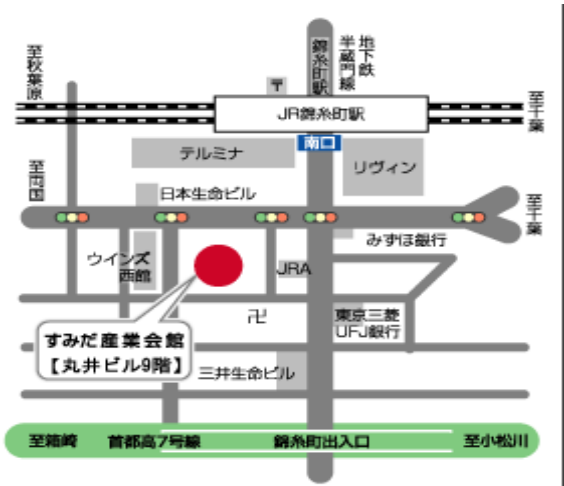 至秋葉原
錦糸町駅
地下鉄
半蔵門線
〒
JR錦糸町駅
至千葉
南口
テルミナ
リヴィン
至両国
日本生命ビル
至千葉
みずほ銀行
ウインズ
西館
JRA
卍
東京三菱
UFJ銀行
すみだ産業会館
【丸井ビル9階】
三井生命ビル
至箱崎
首都高7号線
錦糸町出入口
至小松川